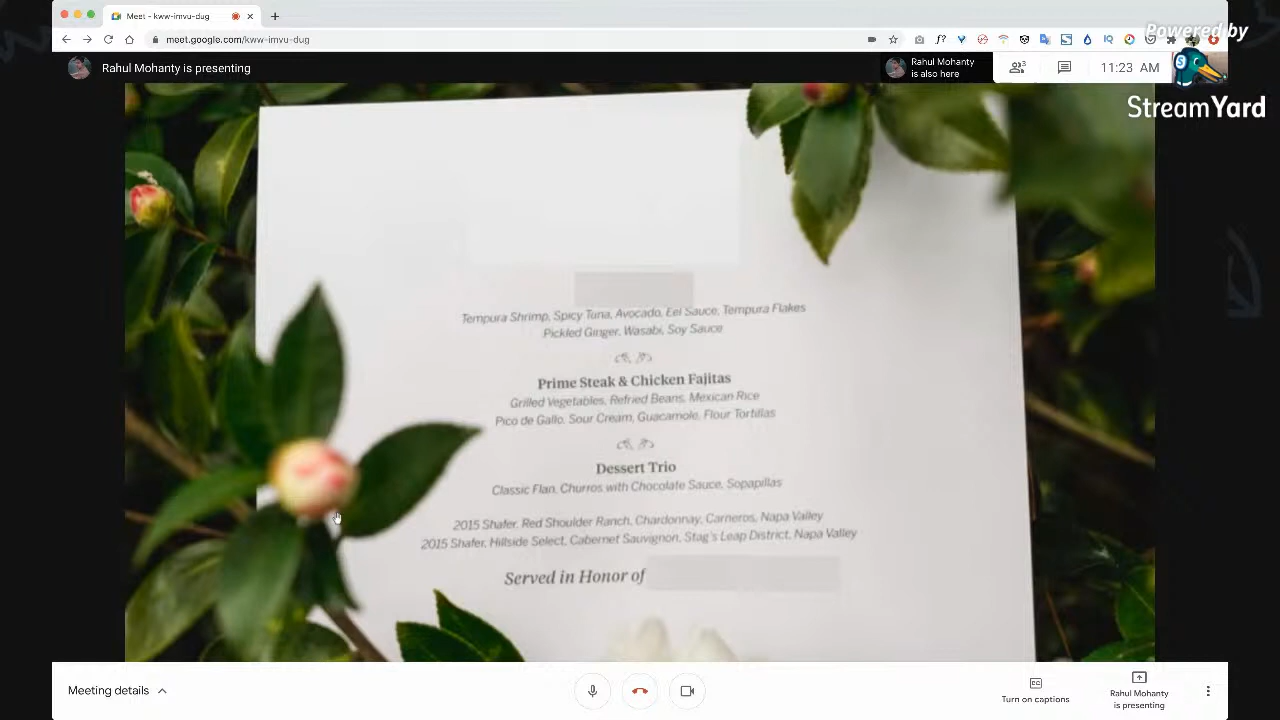 Meet - kww-imvu-dug
meet.google.com/kww-imvu-dug
Powered by
Rahul Mohanty is presenting
Rahul Mohanty
is also here
3
11:23 AM
S
StreamYard
Tempura Shrimp, Spicy Tuna, Avocado, Eel Sauce, Tempura Flakes
Pickled Ginger, Wasabi, Soy Sauce
Prime Steak & Chicken Fajitas
Grilled Vegetables, Refried Beans, Mexican Rice
Pico de Gallo, Sour Cream, Guacamole, Flour Tortillas
Dessert Trio
Classic Flan, Churros with Chocolate Sauce, Sopapillas
2015 Shafer, Red Shoulder Ranch, Chardonnay, Carneros, Napa Valley
2015 Shafer, Hillside Select, Cabernet Sauvignon, Stag's Leap District, Napa Valley
Served in Honor of
Meeting details
CC
Turn on captions
Rahul Mohanty
is presenting